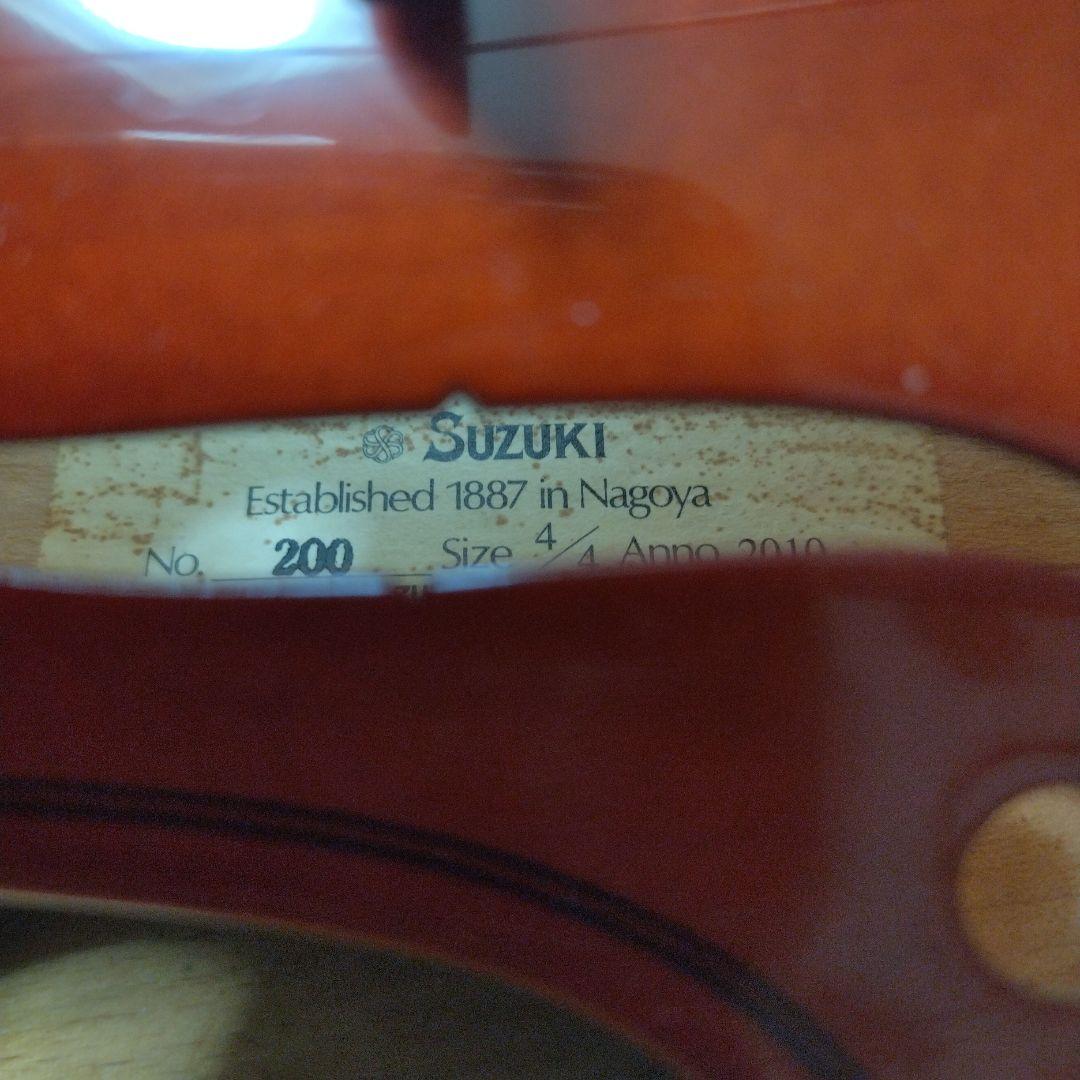 SUZUKI
Established 1887 in Nagoya
No. 200 Size 4/4 Anno 2010